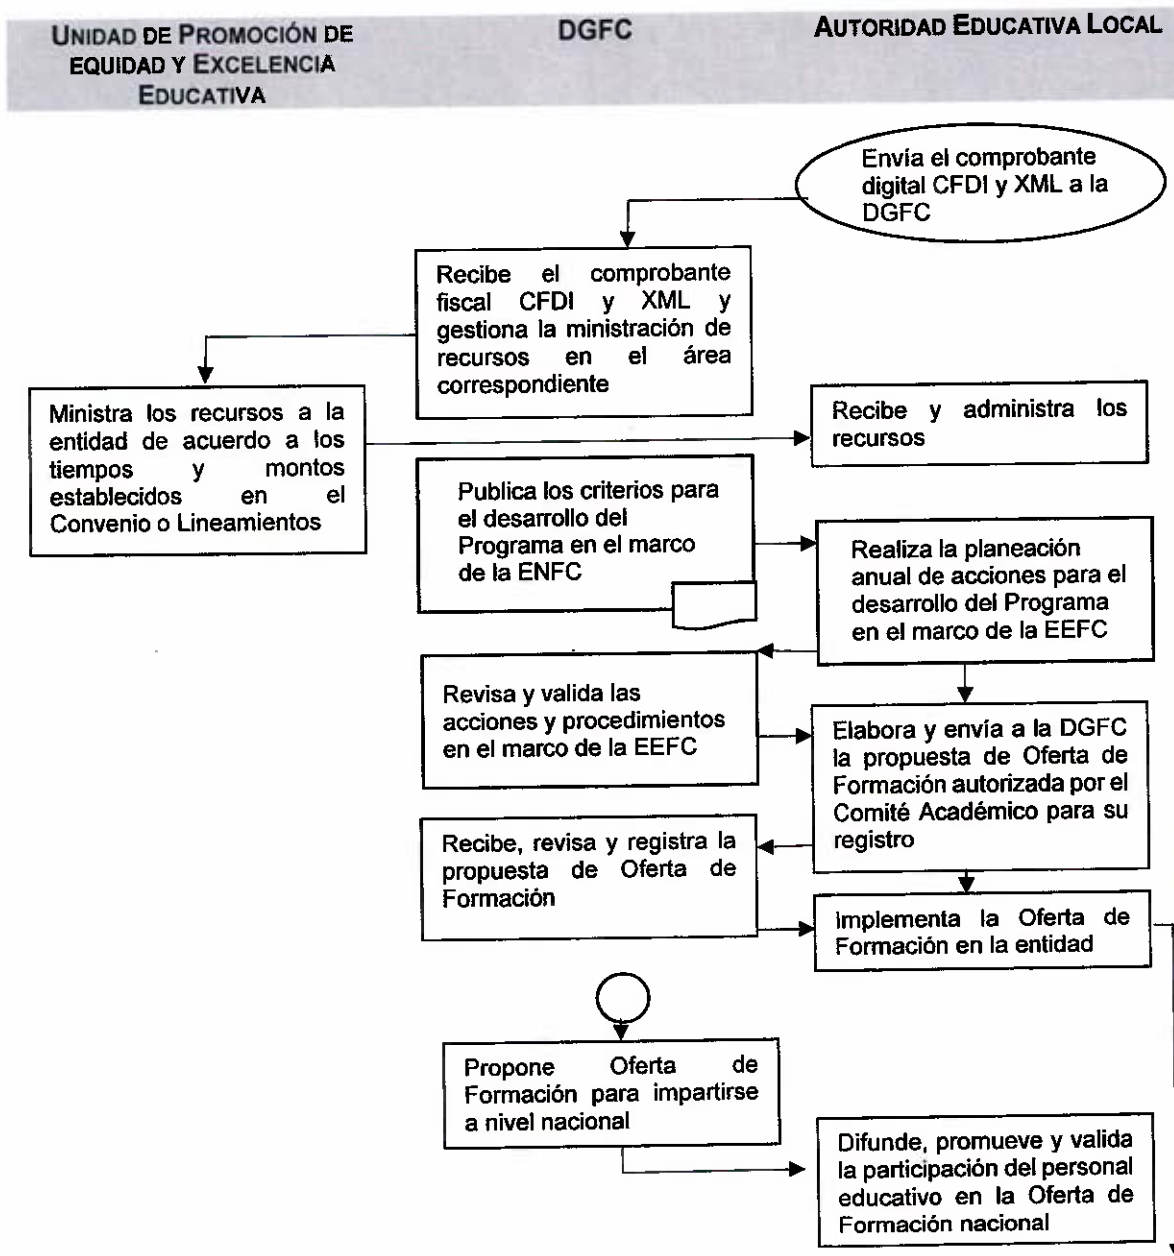 UNIDAD DE PROMOCIÓN DE
EQUIDAD Y EXCELENCIA
EDUCATIVA
DGFC
AUTORIDAD EDUCATIVA LOCAL
Envía el comprobante
digital CFDI y XML a la
DGFC
Recibe el comprobante
fiscal CFDI y XML y
gestiona la ministración de
recursos en el área
correspondiente
Ministra los recursos a la
entidad de acuerdo a los
tiempos y montos
establecidos en el
Convenio o Lineamientos
Recibe y administra los
recursos
Publica los criterios para
el desarrollo del
Programa en el marco
de la ENFC
Realiza la planeación
anual de acciones para el
desarrollo del Programa
en el marco de la EEFC
Revisa y valida las
acciones y procedimientos
en el marco de la EEFC
Elabora y envía a la DGFC
la propuesta de Oferta de
Formación autorizada por el
Comité Académico para su
registro
Recibe, revisa y registra la
propuesta de Oferta de
Formación
Implementa la Oferta de
Formación en la entidad
Propone Oferta de
Formación para impartirse
a nivel nacional
Difunde, promueve y valida
la participación del personal
educativo en la Oferta de
Formación nacional